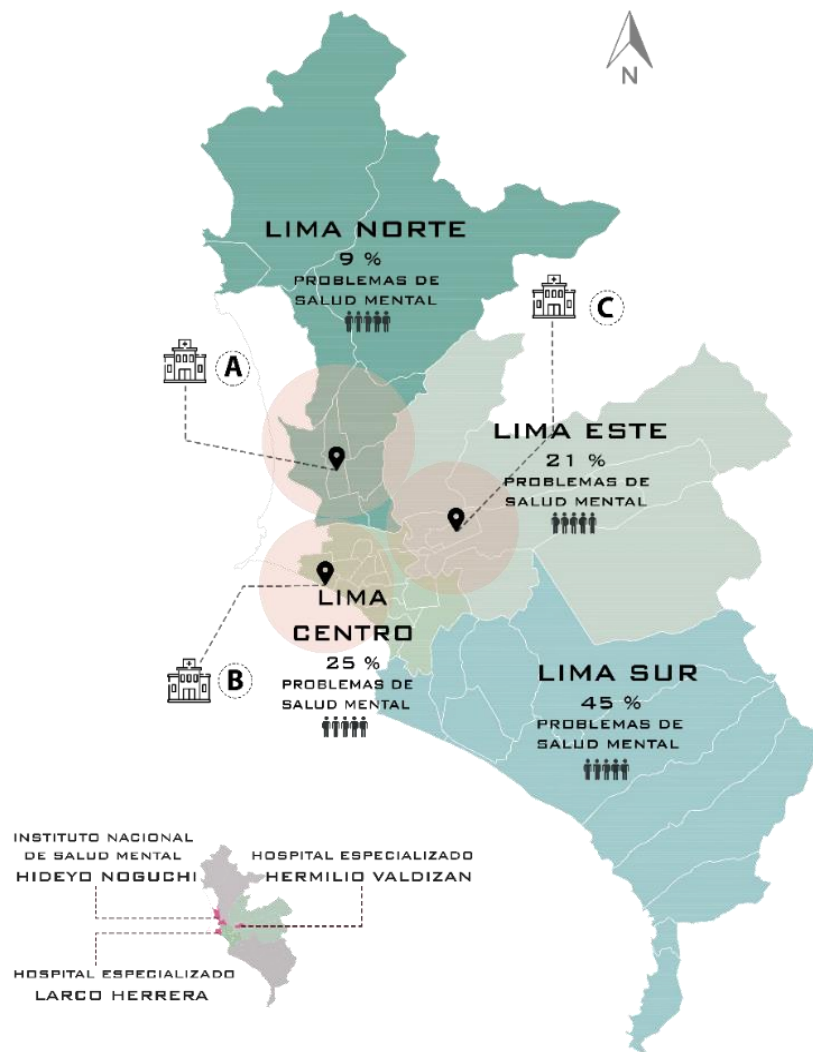 N
LIMA NORTE
9 %
PROBLEMAS DE
SALUD MENTAL
C
A
LIMA ESTE
21 %
PROBLEMAS DE
SALUD MENTAL
LIMA
CENTRO
25 %
PROBLEMAS DE
SALUD MENTAL
B
LIMA SUR
45 %
PROBLEMAS DE
SALUD MENTAL
INSTITUTO NACIONAL
DE SALUD MENTAL
HIDEYO NOGUCHI
HOSPITAL ESPECIALIZADO
HERMILIO VALDIZAN
HOSPITAL ESPECIALIZADO
LARCO HERRERA